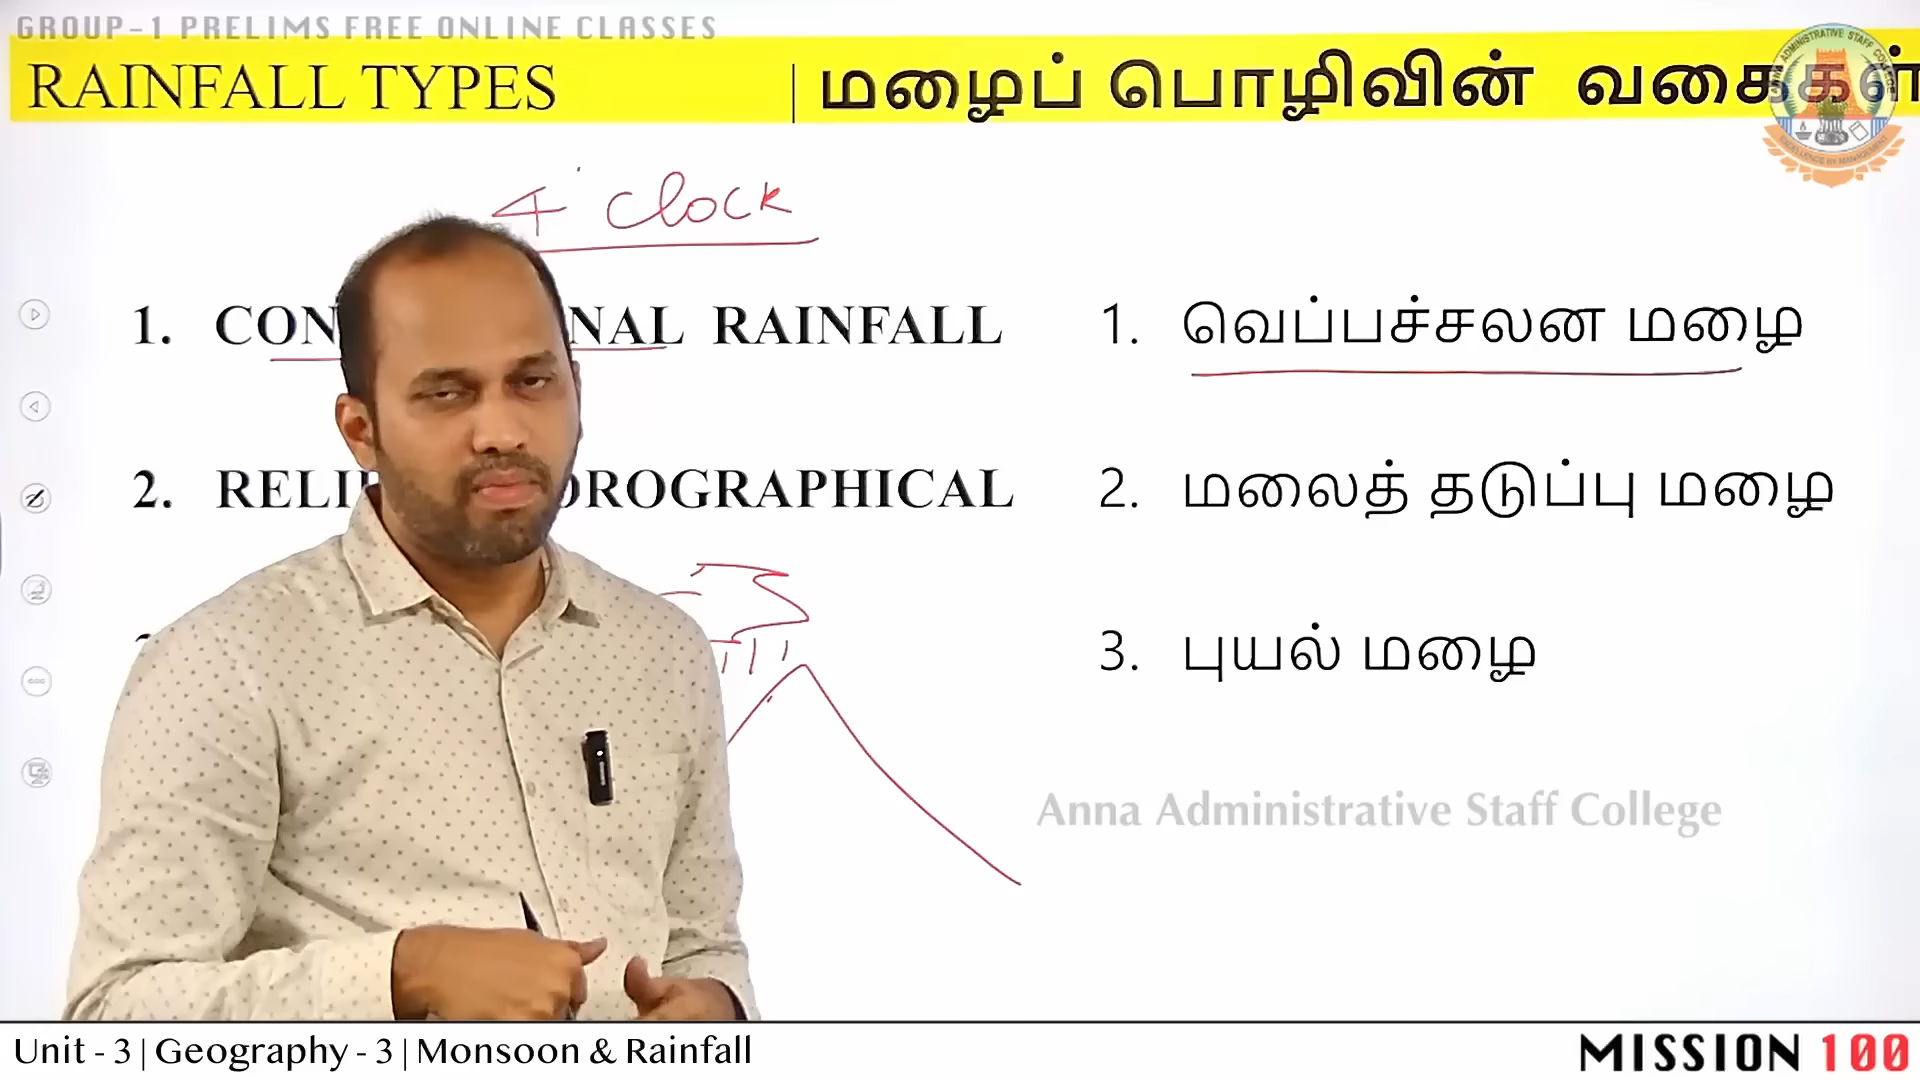 GROUP-1 PRELIMS FREE ONLINE CLASSES
RAINFALL TYPES | மழைப் பொழிவின் வகைகள்
4' clock
1. CON NAL RAINFALL
1. வெப்பச்சலன மழை
2. RELI OROGRAPHICAL
2. மலைத் தடுப்பு மழை
3. புயல் மழை
Anna Administrative Staff College
Unit - 3 | Geography - 3 | Monsoon & Rainfall
MISSION 100